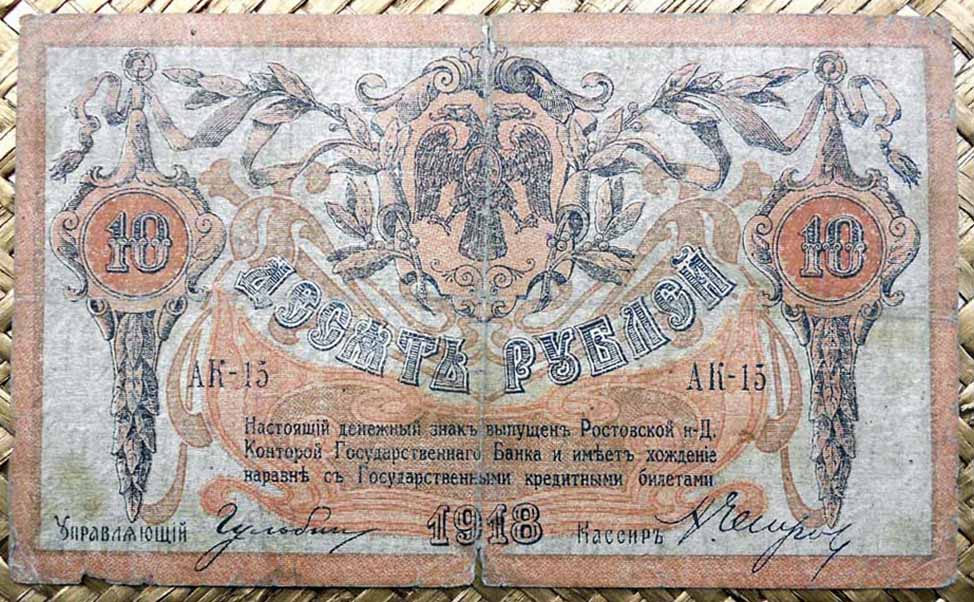 10
10
ДЕСЯТЬ РУБЛЕЙ
АК-15
АК-15
Настоящій денежный знакъ выпущенъ Ростовской н-Д.
Конторой Государственнаго Банка и имѣетъ хожденіе
наравнѣ съ Государственными кредитными билетами
Управляющій Гульбин 1918 Кассиръ